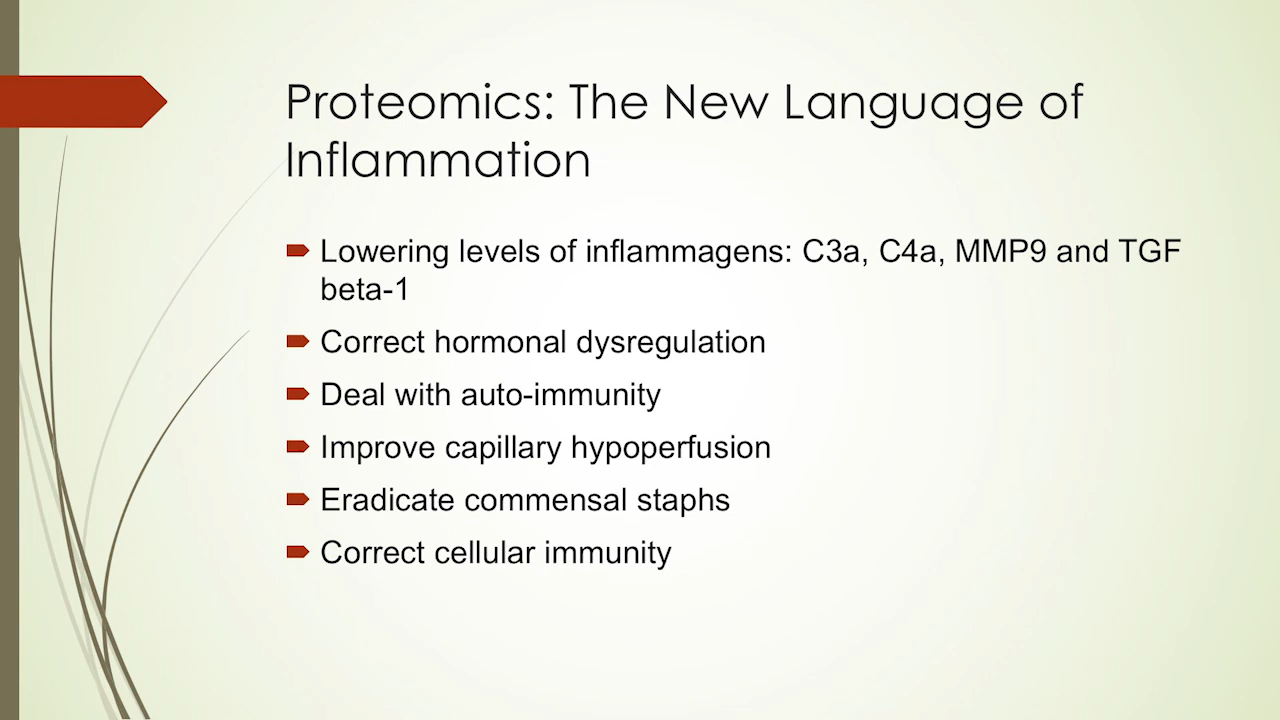 Proteomics: The New Language of
Inflammation
Lowering levels of inflammagens: C3a, C4a, MMP9 and TGF
beta-1
Correct hormonal dysregulation
Deal with auto-immunity
Improve capillary hypoperfusion
Eradicate commensal staphs
Correct cellular immunity